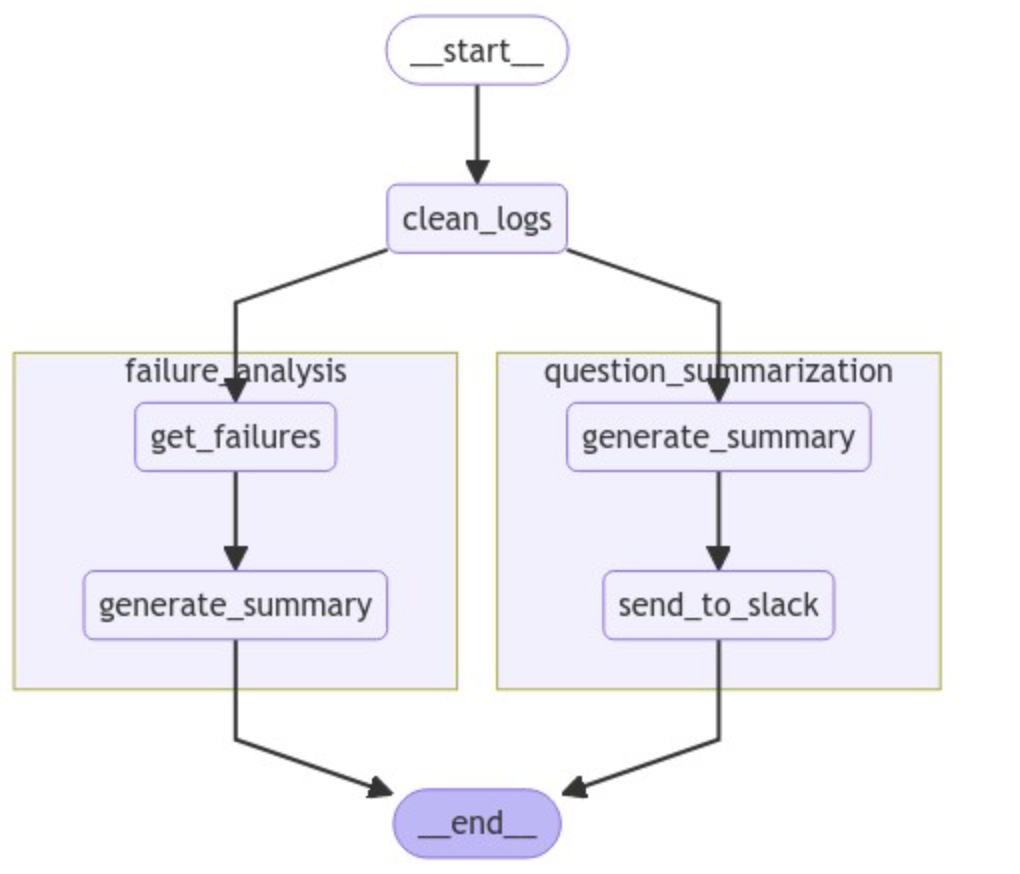 __start__
clean_logs
failure_analysis
get_failures
generate_summary
question_summarization
generate_summary
send_to_slack
__end__